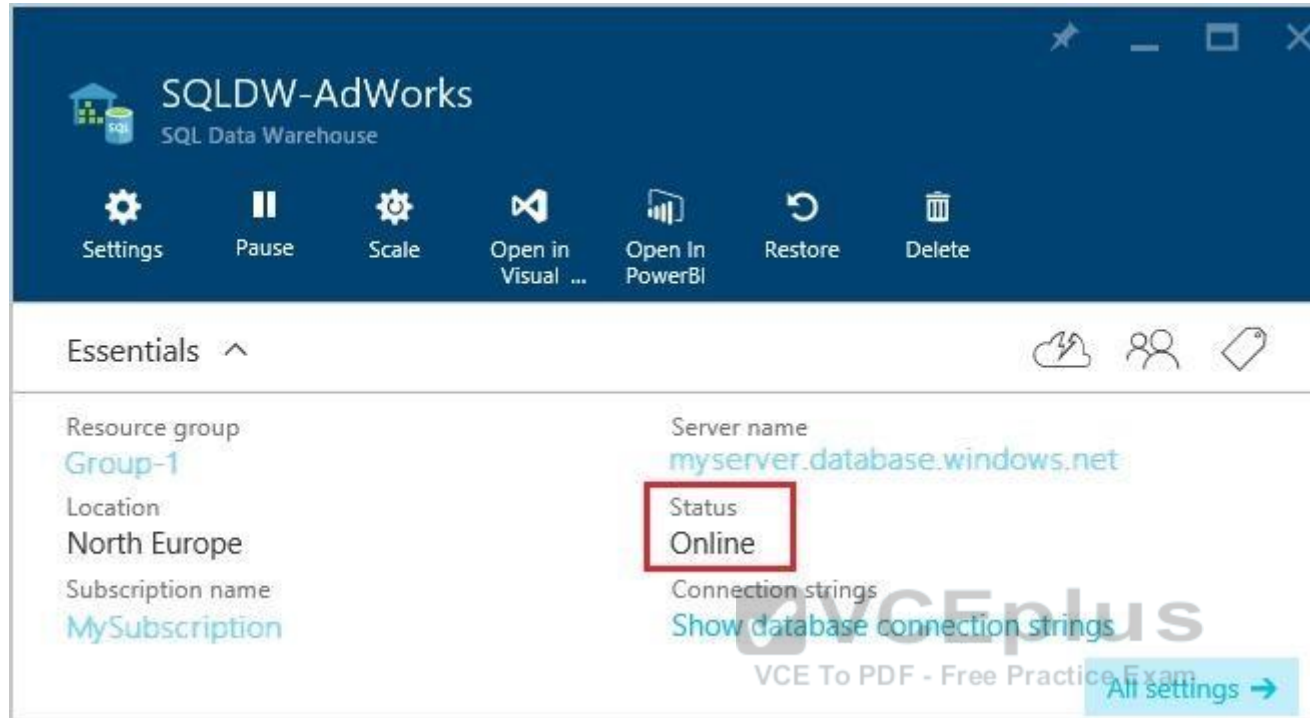 SQLDW-AdWorks
SQL Data Warehouse
SQL
Settings
Pause
Scale
Open in
Visual ...
Open In
PowerBI
Restore
Delete
Essentials
Resource group
Group-1
Server name
myserver.database.windows.net
Location
North Europe
Status
Online
Subscription name
MySubscription
Connection strings
Show database connection strings
VCEplus
VCE To PDF - Free Practice Exam
All settings →